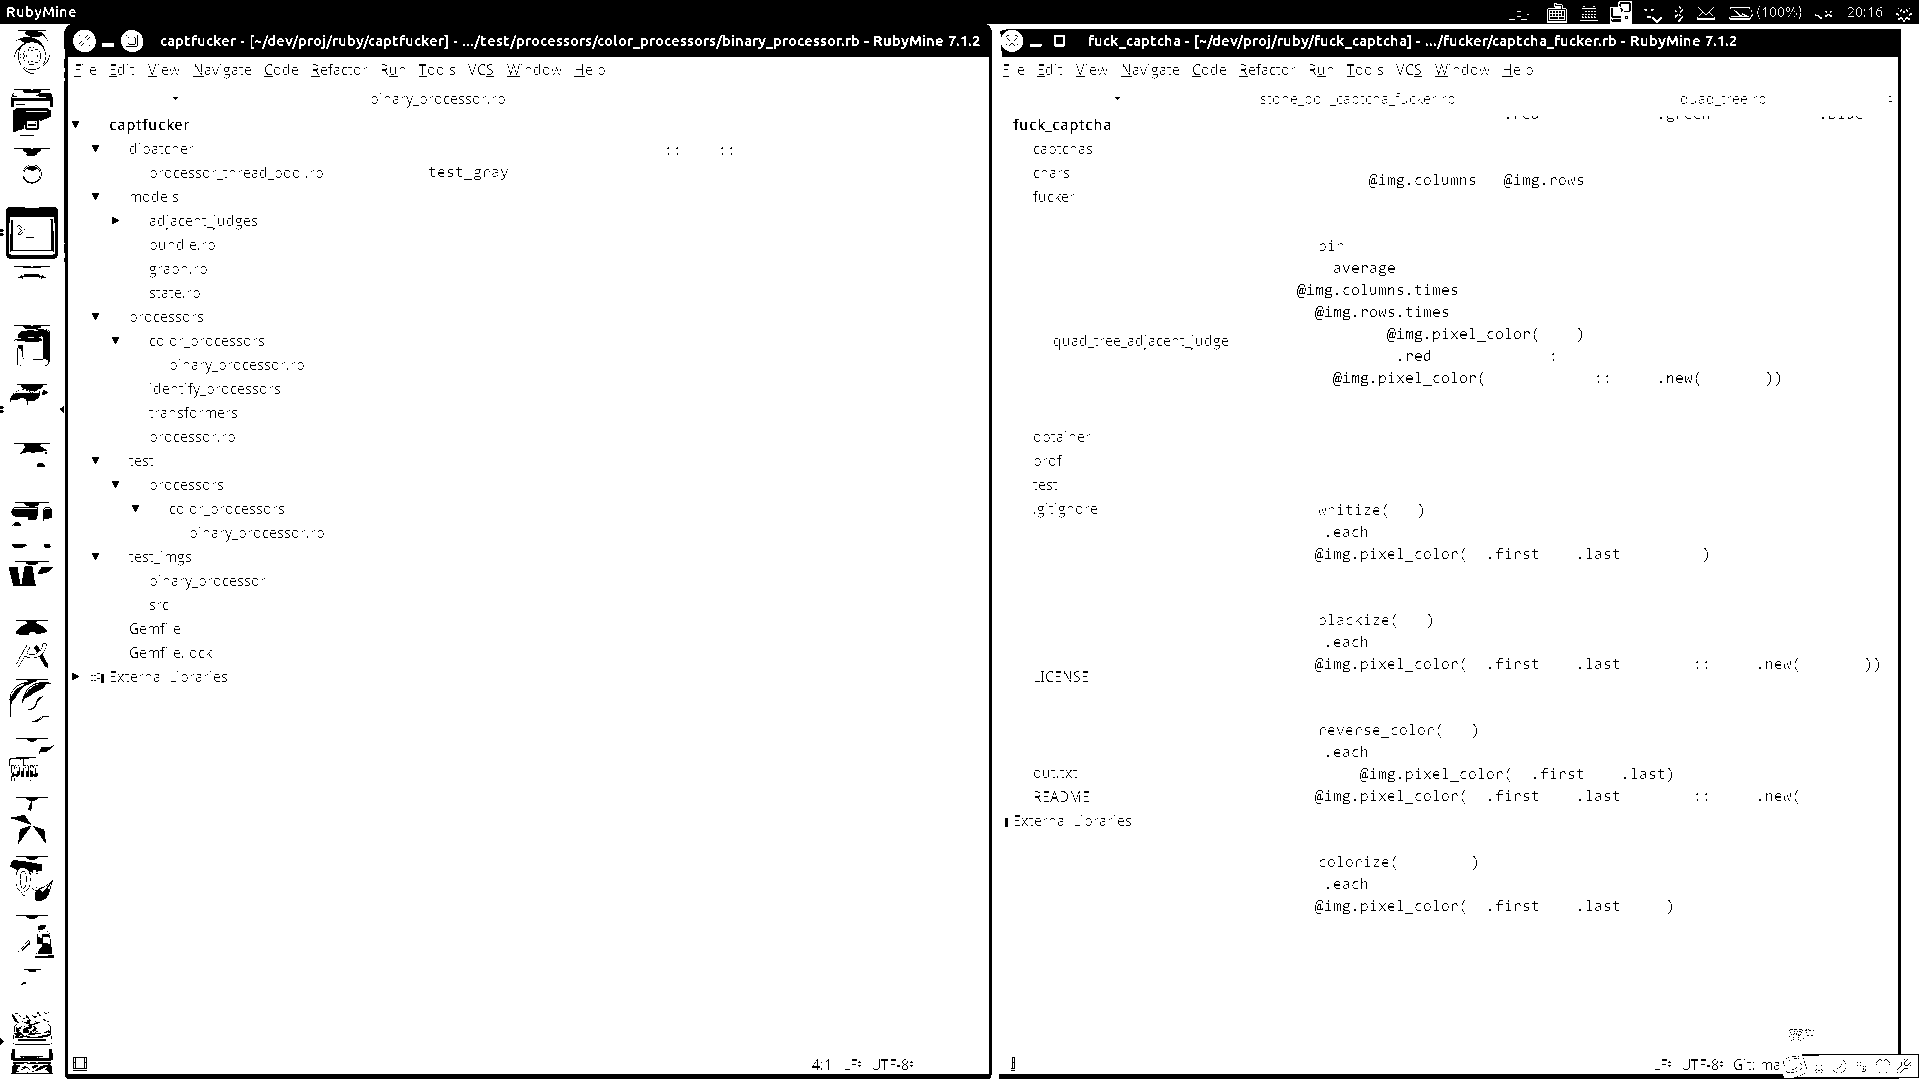 RubyMine
(100%) 20:16
captfucker - [~/dev/proj/ruby/captfucker] - .../test/processors/color_processors/binary_processor.rb - RubyMine 7.1.2
File Edit View Navigate Code Refactor Run Tools VCS Window Help
binary_processor.rb
captfucker
dipatcher
:: ::
processor_thread_pool.rb
test_gray
models
adjacent_judges
bundle.rb
graph.rb
state.rb
processors
color_processors
binary_processor.rb
identify_processors
transformers
processor.rb
test
processors
color_processors
binary_processor.rb
test_imgs
binary_processor
src
Gemfile
Gemfile.lock
External Libraries
4:1 LF÷ UTF-8÷
fuck_captcha - [~/dev/proj/ruby/fuck_captcha] - .../fucker/captcha_fucker.rb - RubyMine 7.1.2
File Edit View Navigate Code Refactor Run Tools VCS Window Help
quad_tree.rb
fuck_captcha
.red .green .blue
captchas
chars
@img.columns @img.rows
fucker
bin
average
@img.columns.times
@img.rows.times
@img.pixel_color( )
quad_tree_adjacent_judge
.red :
@img.pixel_color( :: .new( ))
obtainer
prof
test
.gitignore
whitize( )
.each
@img.pixel_color( .first .last )
blackize( )
.each
@img.pixel_color( .first .last :: .new( ))
LICENSE
reverse_color( )
.each
out.txt
@img.pixel_color( .first .last)
README
@img.pixel_color( .first .last :: .new(
External Libraries
colorize( )
.each
@img.pixel_color( .first .last )
LF÷ UTF-8÷ Git: ma